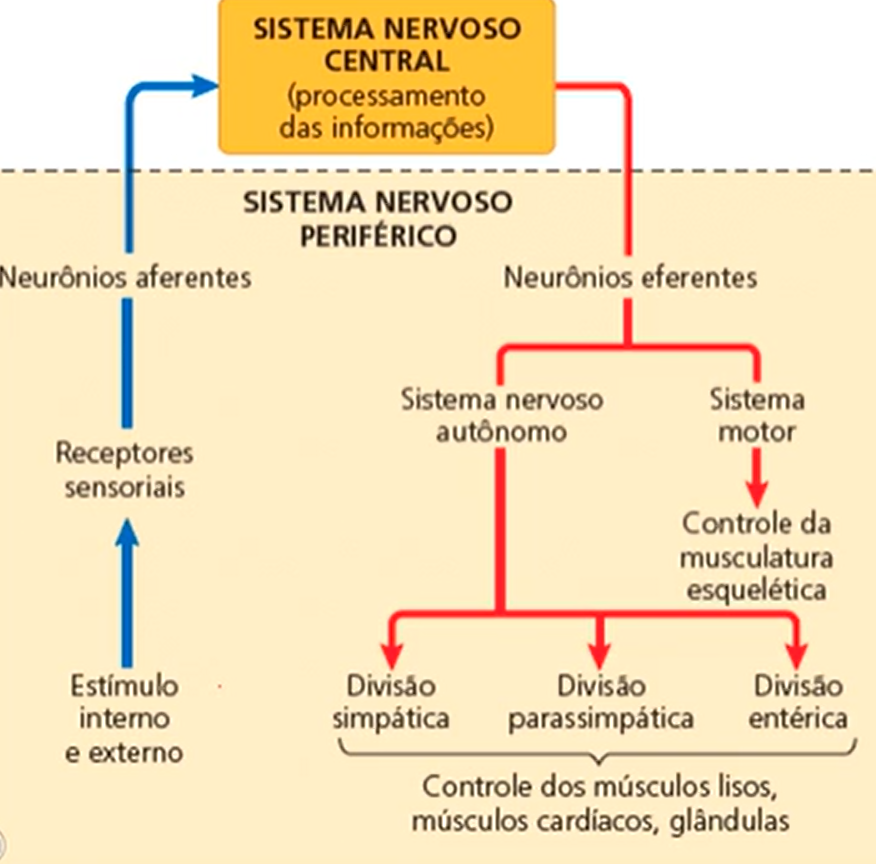 SISTEMA NERVOSO
CENTRAL
(processamento
das informações)
SISTEMA NERVOSO
PERIFÉRICO
Neurônios aferentes
Receptores
sensoriais
Estímulo
interno
e externo
Neurônios eferentes
Sistema nervoso
autônomo
Sistema
motor
Controle da
musculatura
esquelética
Divisão
simpática
Divisão
parassimpática
Divisão
entérica
Controle dos músculos lisos,
músculos cardíacos, glândulas